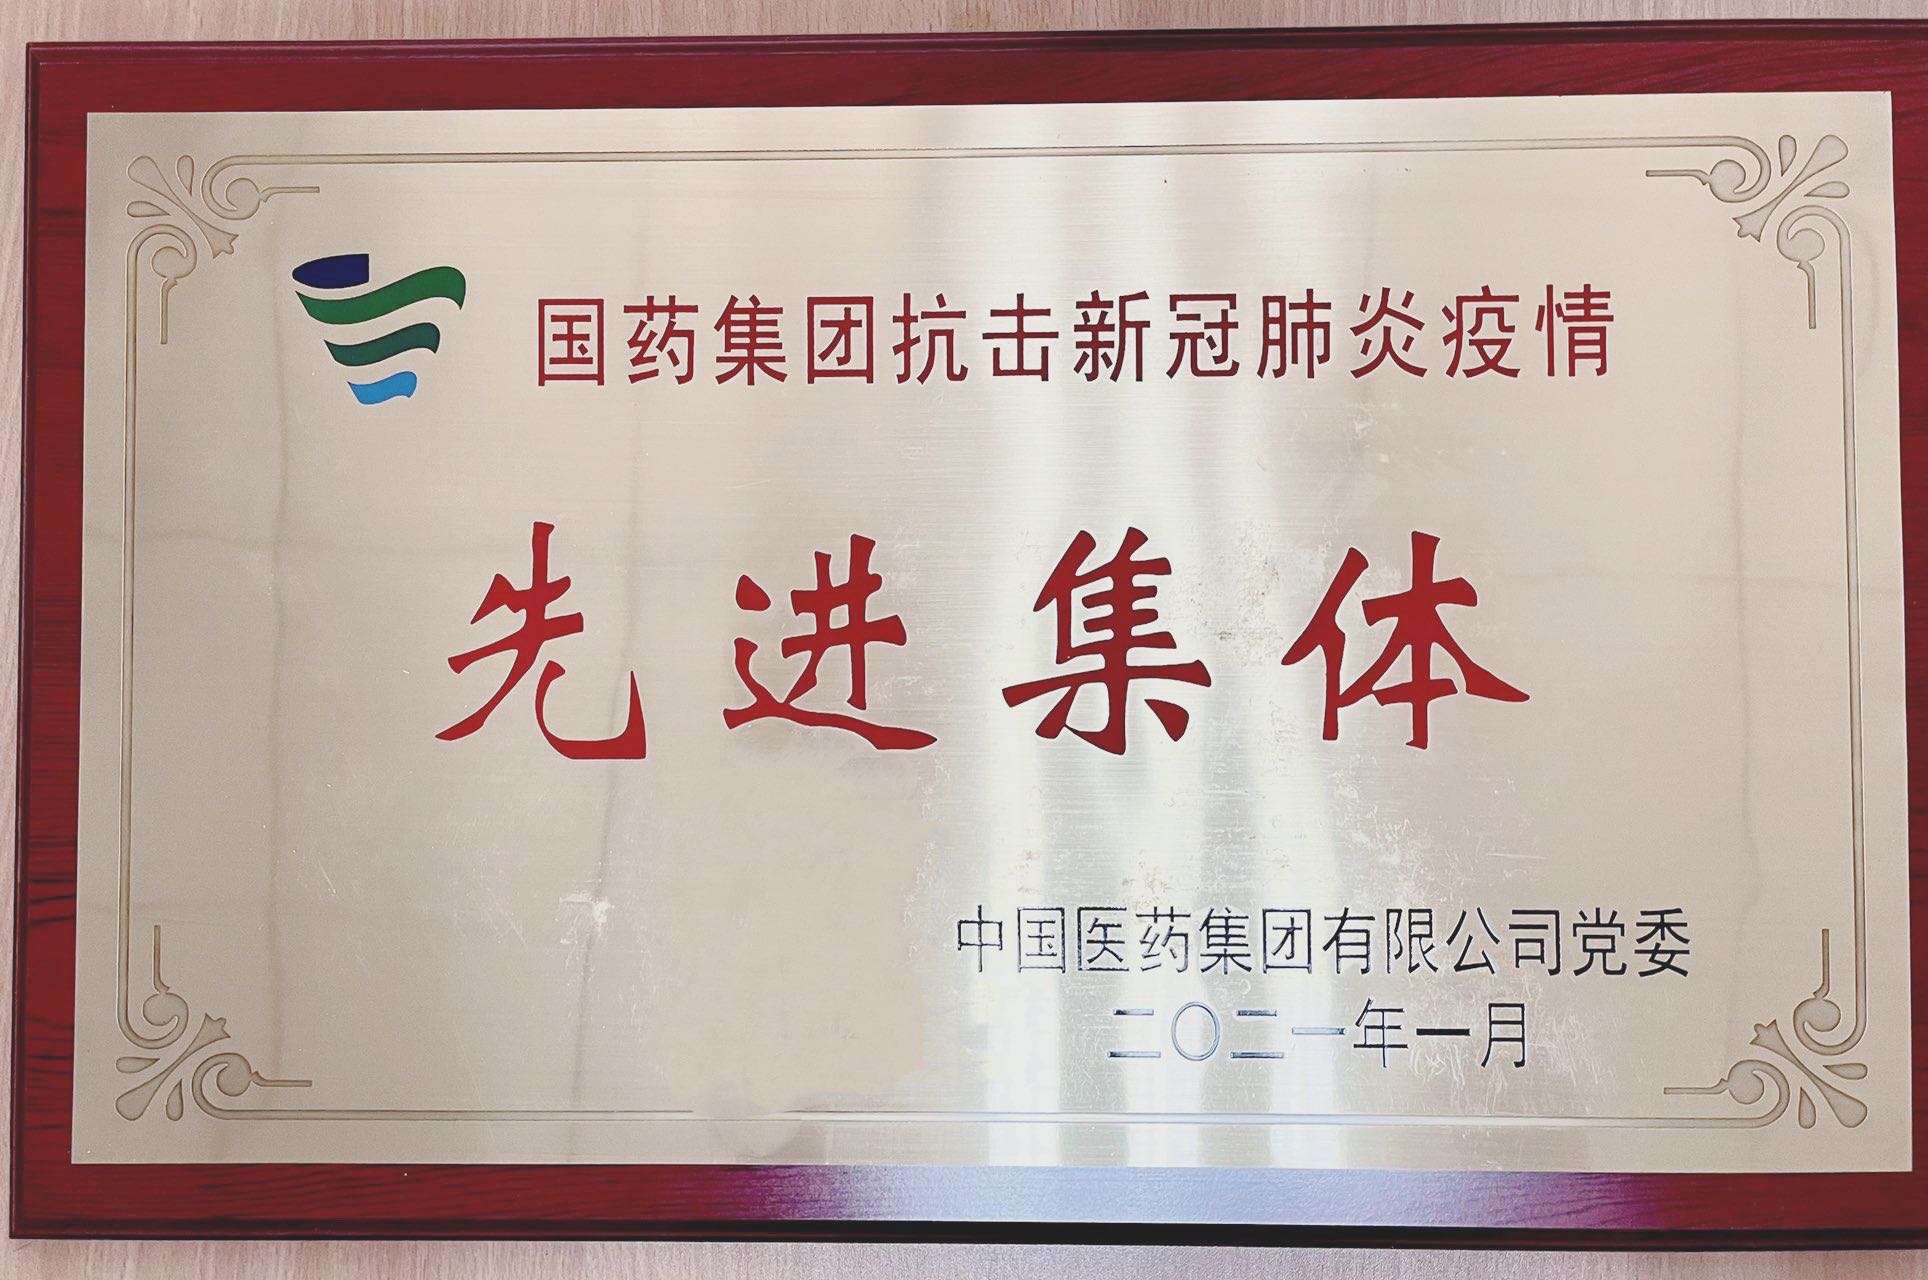 国药集团抗击新冠肺炎疫情
先进集体
中国医药集团有限公司党委
二〇二一年一月